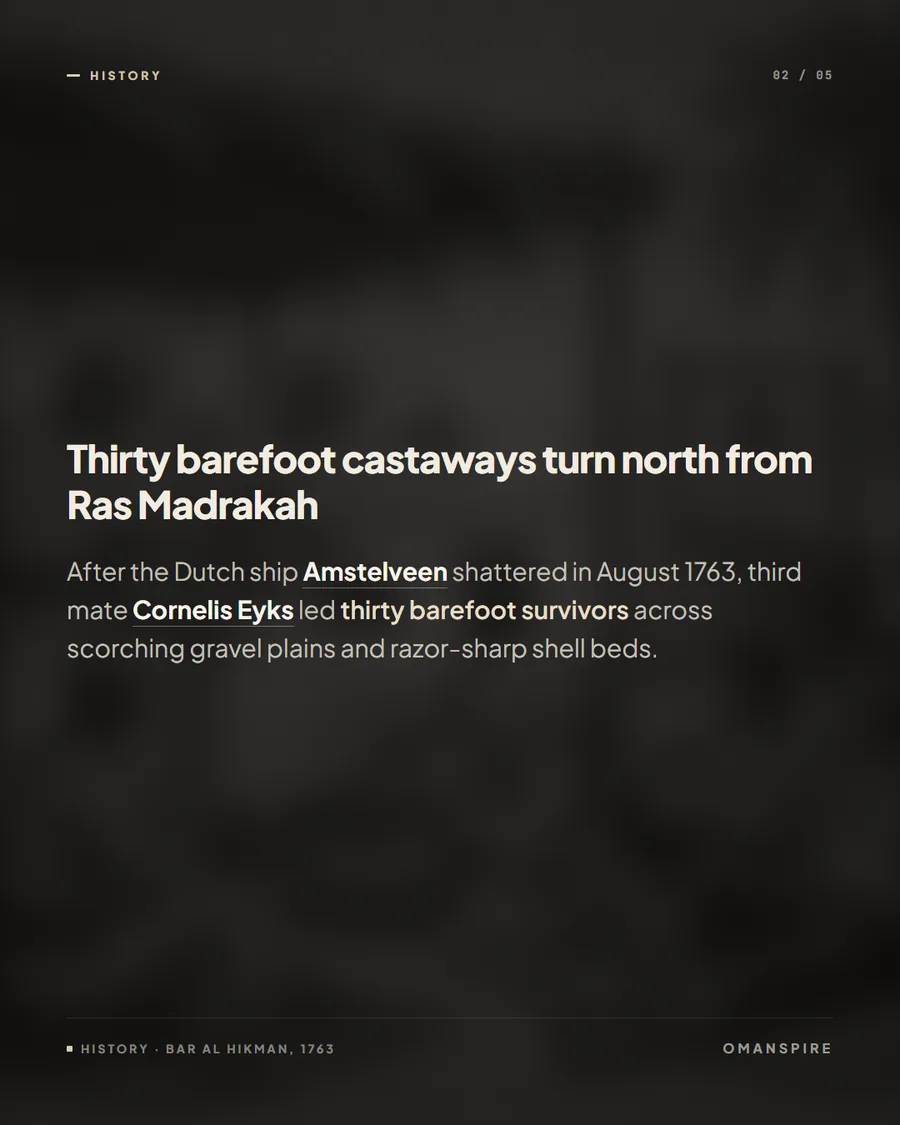 HISTORY
02 / 05
Thirty barefoot castaways turn north from
Ras Madrakah
After the Dutch ship Amstelveen shattered in August 1763, third
mate Cornelis Eyks led thirty barefoot survivors across
scorching gravel plains and razor-sharp shell beds.
HISTORY · BAR AL HIKMAN, 1763
OMANSPIRE